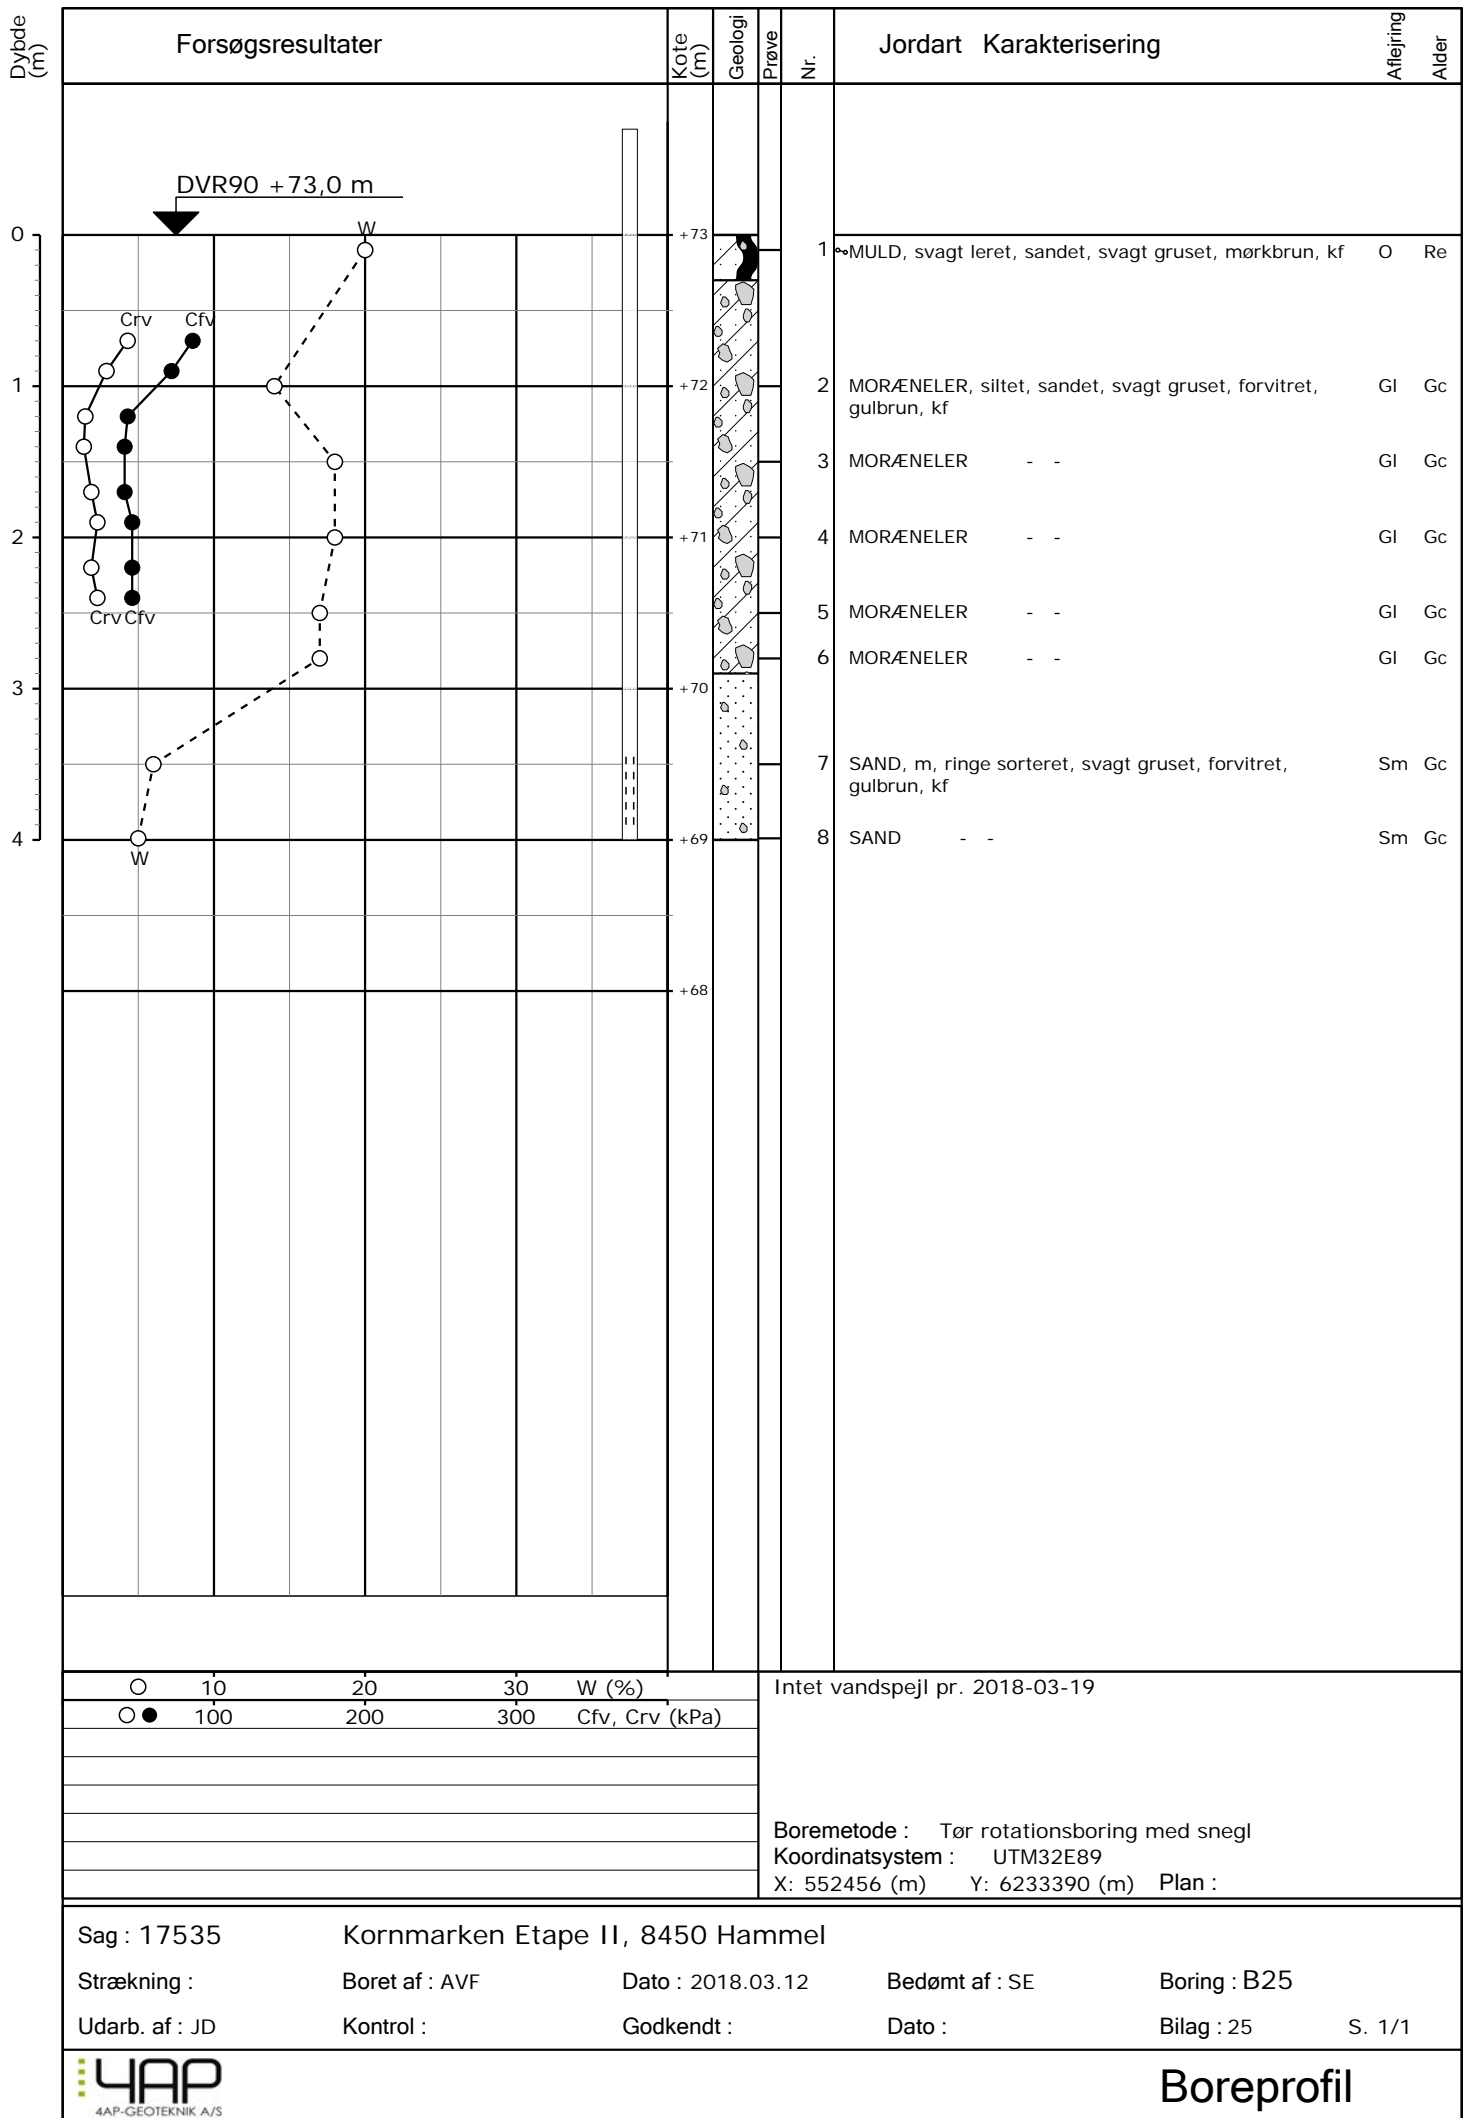 Dybde (m)
Forsøgsresultater
Kote (m)
Geologi
Prøve
Nr.
Jordart Karakterisering
Aflejring
Alder
DVR90 +73,0 m
W
0
+73
1 MULD, svagt leret, sandet, svagt gruset, mørkbrun, kf O Re
Crv Cfv
1
+72
2 MORÆNELER, siltet, sandet, svagt gruset, forvitret, Gl Gc
gulbrun, kf
3 MORÆNELER - - Gl Gc
2
+71
4 MORÆNELER - - Gl Gc
Crv Cfv
5 MORÆNELER - - Gl Gc
6 MORÆNELER - - Gl Gc
3
+70
7 SAND, m, ringe sorteret, svagt gruset, forvitret, Sm Gc
gulbrun, kf
4
+69
8 SAND - - Sm Gc
W
+68
10 20 30 W (%)
100 200 300 Cfv, Crv (kPa)
Intet vandspejl pr. 2018-03-19
Boremetode : Tør rotationsboring med snegl
Koordinatsystem : UTM32E89
X: 552456 (m) Y: 6233390 (m) Plan :
Sag : 17535 Kornmarken Etape II, 8450 Hammel
Strækning : Boret af : AVF Dato : 2018.03.12 Bedømt af : SE Boring : B25
Udarb. af : JD Kontrol : Godkendt : Dato : Bilag : 25 S. 1/1
4AP
4AP-GEOTEKNIK A/S
Boreprofil